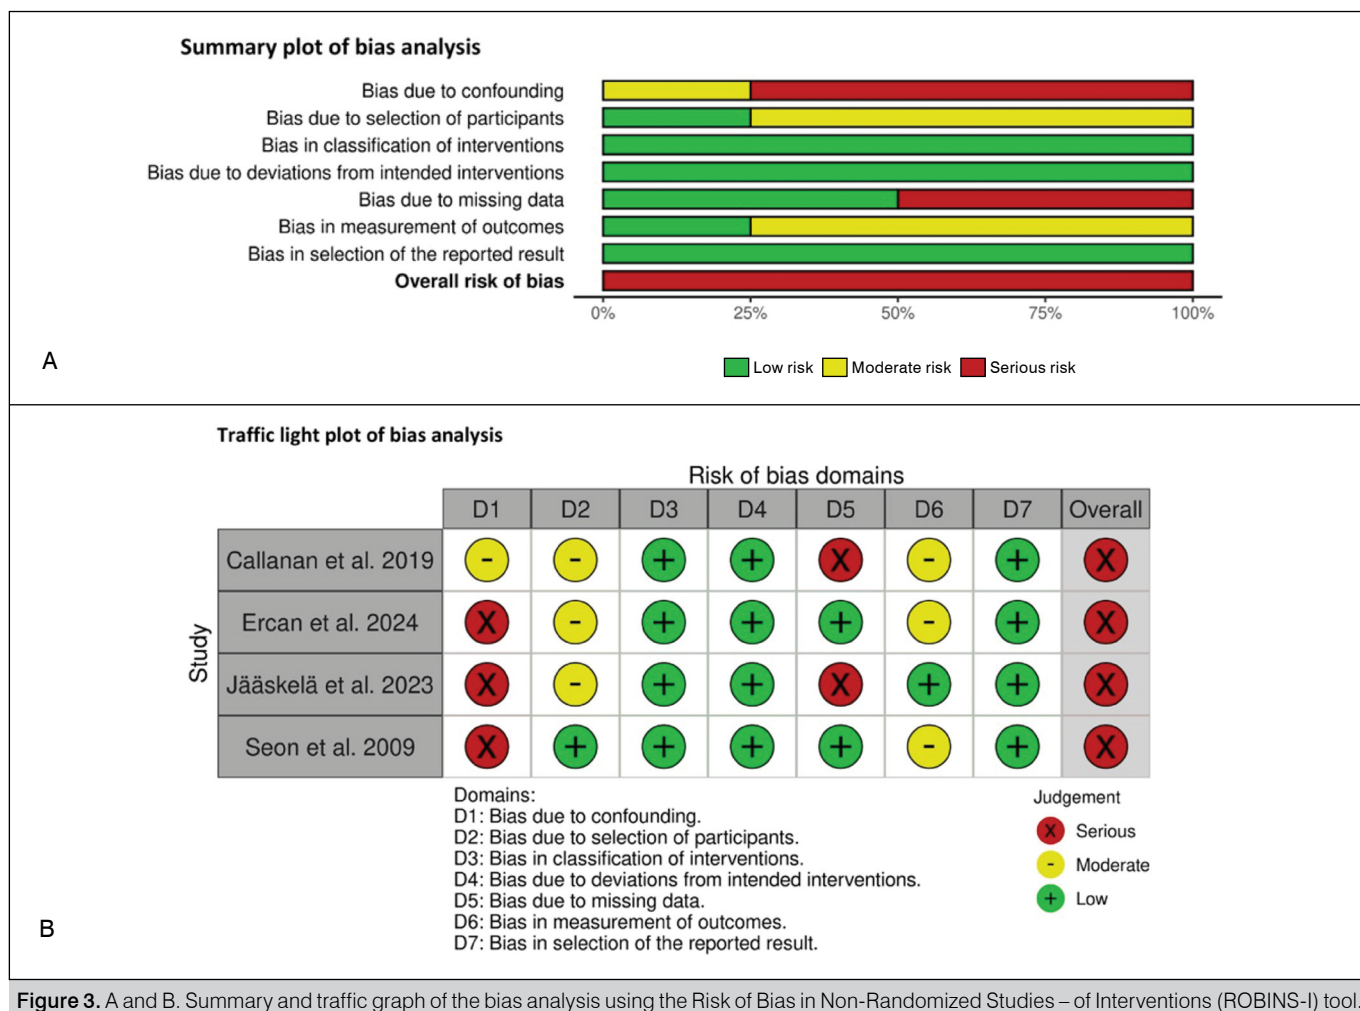 Summary plot of bias analysis
Bias due to confounding
Bias due to selection of participants
Bias in classification of interventions
Bias due to deviations from intended interventions
Bias due to missing data
Bias in measurement of outcomes
Bias in selection of the reported result
Overall risk of bias
0% 25% 50% 75% 100%
A
Low risk Moderate risk Serious risk
Traffic light plot of bias analysis
Risk of bias domains
D1 D2 D3 D4 D5 D6 D7 Overall
Study
Callanan et al. 2019 - - + + X - + X
Ercan et al. 2024 X - + + + - + X
Jääskelä et al. 2023 X - + + X + + X
Seon et al. 2009 X + + + + - + X
Domains:
D1: Bias due to confounding.
D2: Bias due to selection of participants.
D3: Bias in classification of interventions.
D4: Bias due to deviations from intended interventions.
D5: Bias due to missing data.
D6: Bias in measurement of outcomes.
D7: Bias in selection of the reported result.
Judgement
X Serious
- Moderate
+ Low
B
Figure 3. A and B. Summary and traffic graph of the bias analysis using the Risk of Bias in Non-Randomized Studies – of Interventions (ROBINS-I) tool.